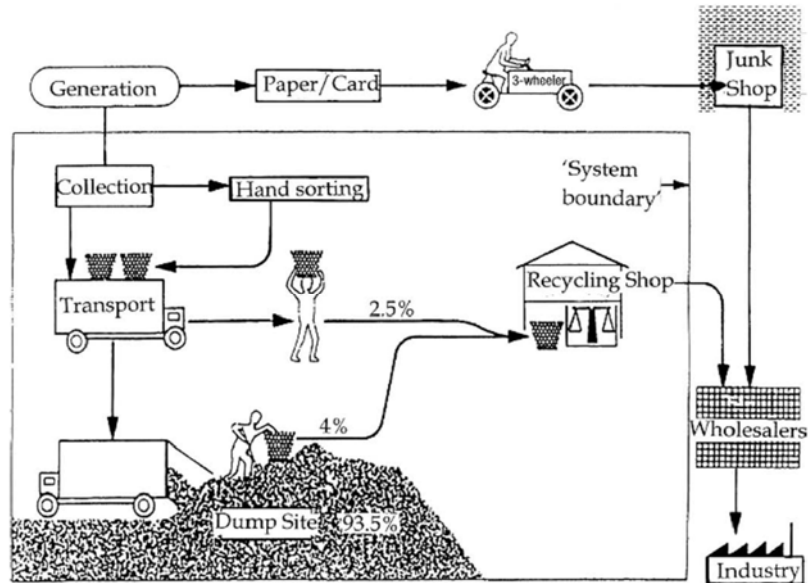 Generation
Paper/Card
3-wheeler
Junk
Shop
Collection
Hand sorting
'System
boundary'
Transport
2.5%
Recycling Shop
4%
Wholesalers
Dump Site 93.5%
Industry